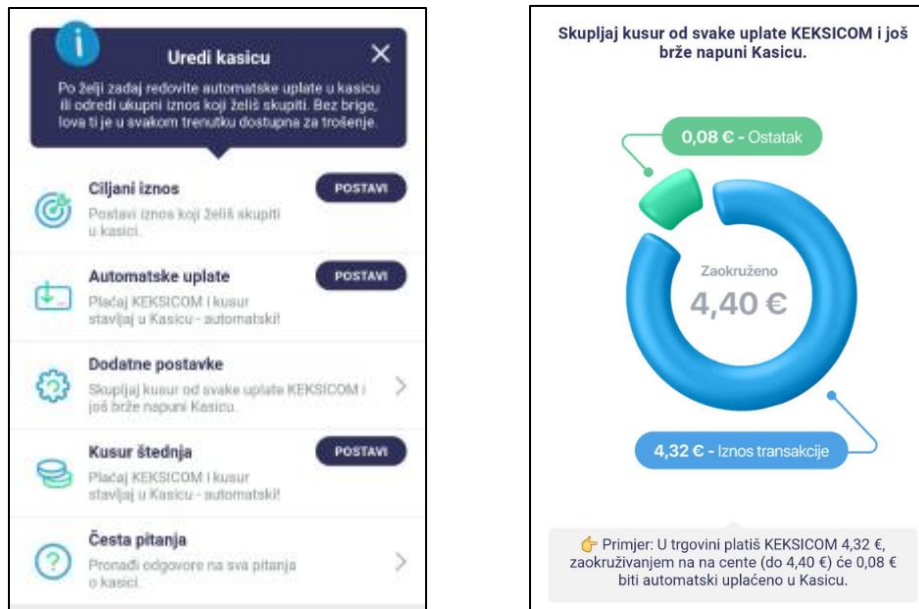 Uredi kasicu
Po želji zadaj redovite automatske uplate u kasicu
ili odredi ukupni iznos koji želiš skupiti. Bez brige,
lova ti je u svakom trenutku dostupna za trošenje.
Ciljani iznos
POSTAVI
Postavi iznos koji želiš skupiti
u kasici.
Automatske uplate
POSTAVI
Plaćaj KEKSICOM i kusur
stavljaj u Kasicu - automatski!
Dodatne postavke
Skupljaj kusur od svake uplate KEKSICOM i
još brže napuni Kasicu.
Kusur štednja
POSTAVI
Plaćaj KEKSICOM i kusur
stavljaj u Kasicu - automatski!
Česta pitanja
Pronađi odgovore na sva pitanja
o kasici.
Skupljaj kusur od svake uplate KEKSICOM i još
brže napuni Kasicu.
0,08 € - Ostatak
Zaokruženo
4,40 €
4,32 € - Iznos transakcije
👉 Primjer: U trgovini platiš KEKSICOM 4,32 €,
zaokruživanjem na na cente (do 4,40 €) će 0,08 €
biti automatski uplaćeno u Kasicu.